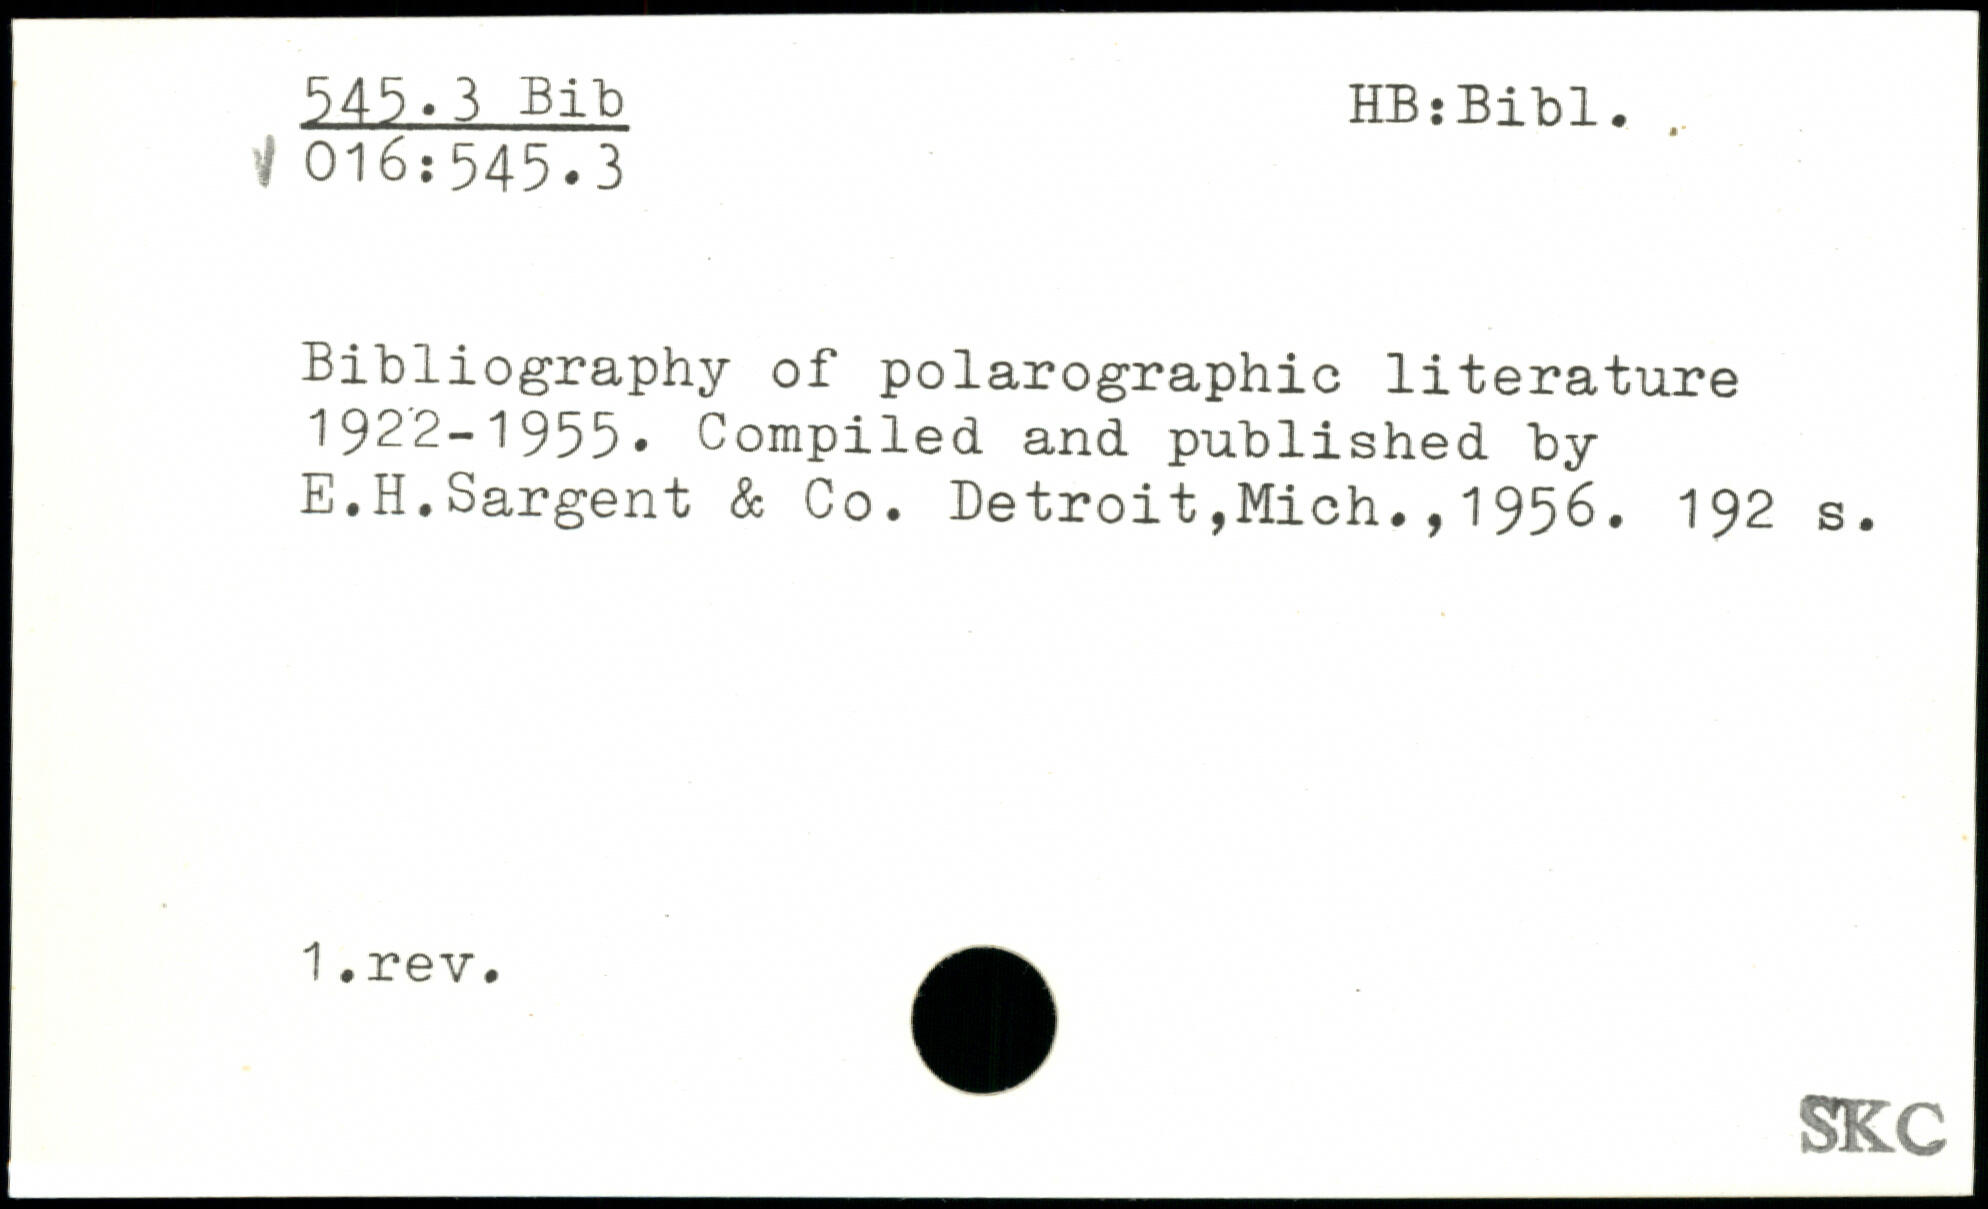 545.3 Bib
HB:Bibl.
016:545.3
Bibliography of polarographic literature
1922-1955. Compiled and published by
E.H.Sargent & Co. Detroit,Mich.,1956. 192 s.
1.rev.
SKC